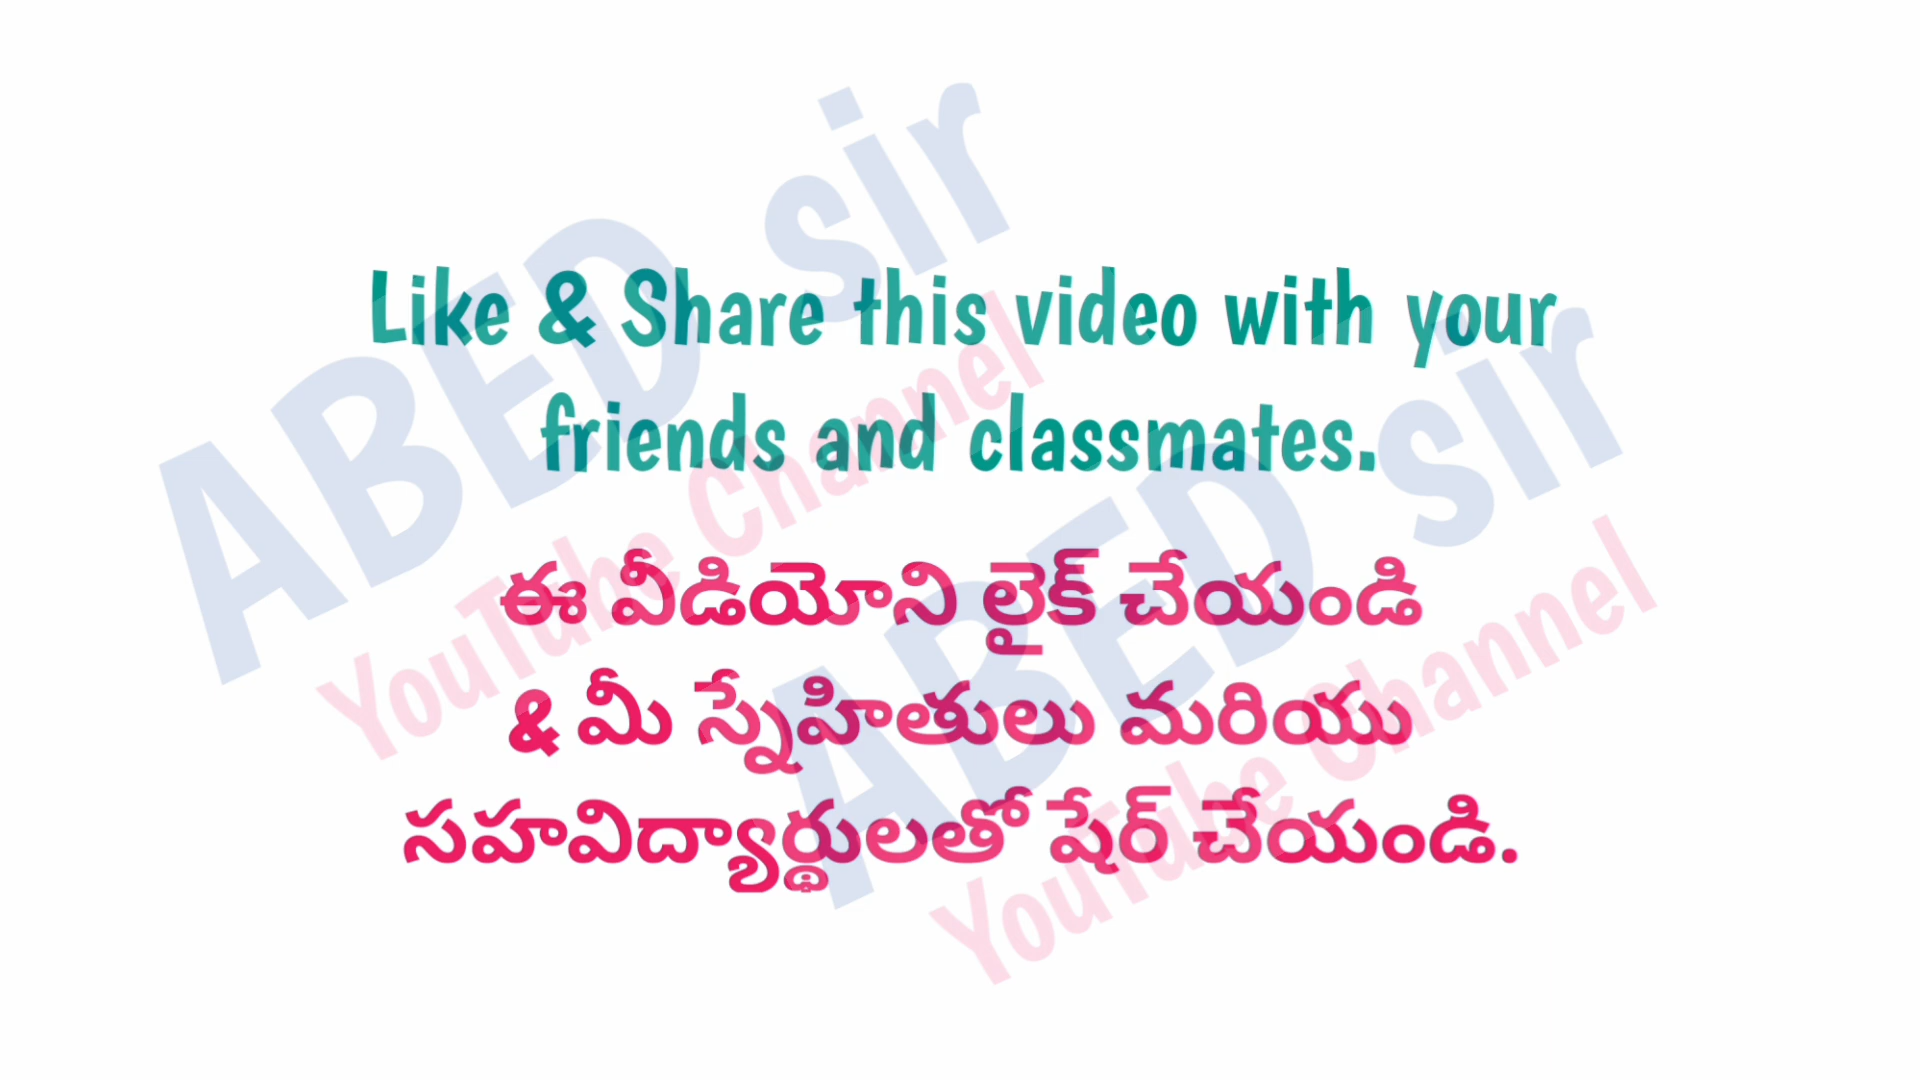 Like & Share this video with your
friends and classmates.
ఈ వీడియోని లైక్ చేయండి
& మీ స్నేహితులు మరియు
సహవిద్యార్థులతో షేర్ చేయండి.
ABED sir
YouTube Channel
ABED sir
YouTube Channel